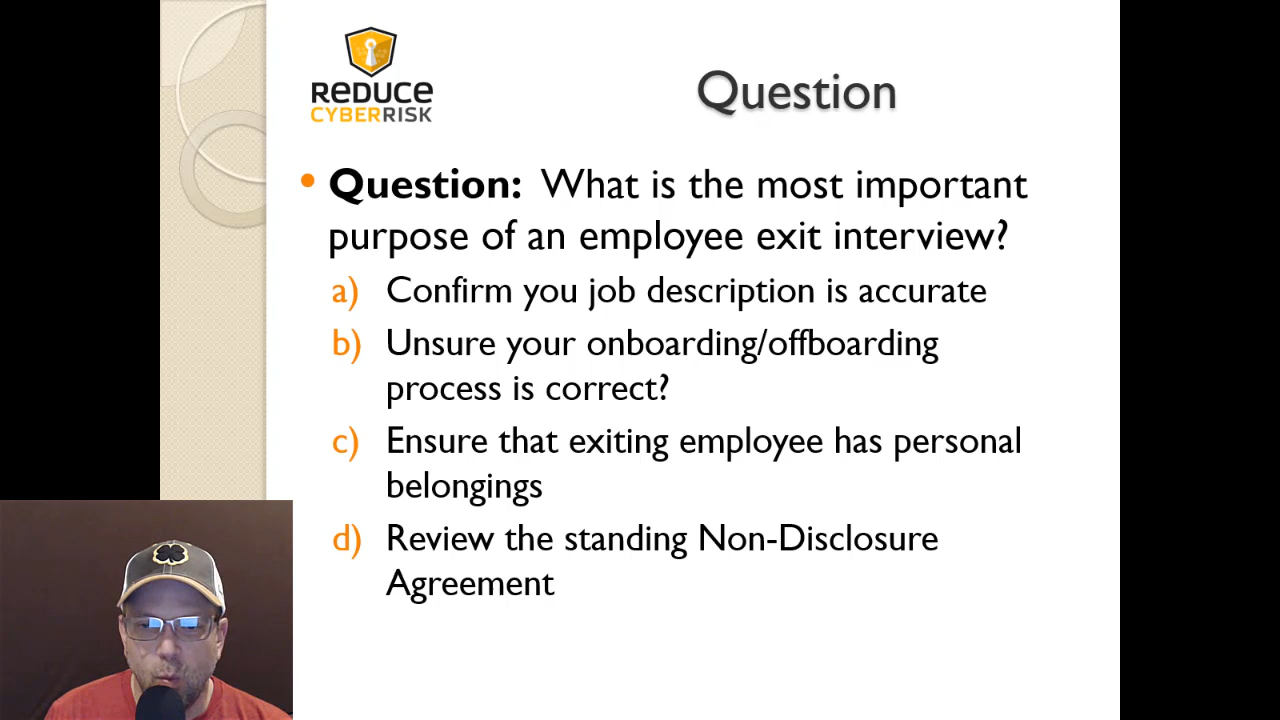 REDUCE
CYBERRISK
Question
• Question: What is the most important
purpose of an employee exit interview?
a) Confirm you job description is accurate
b) Unsure your onboarding/offboarding
process is correct?
c) Ensure that exiting employee has personal
belongings
d) Review the standing Non-Disclosure
Agreement